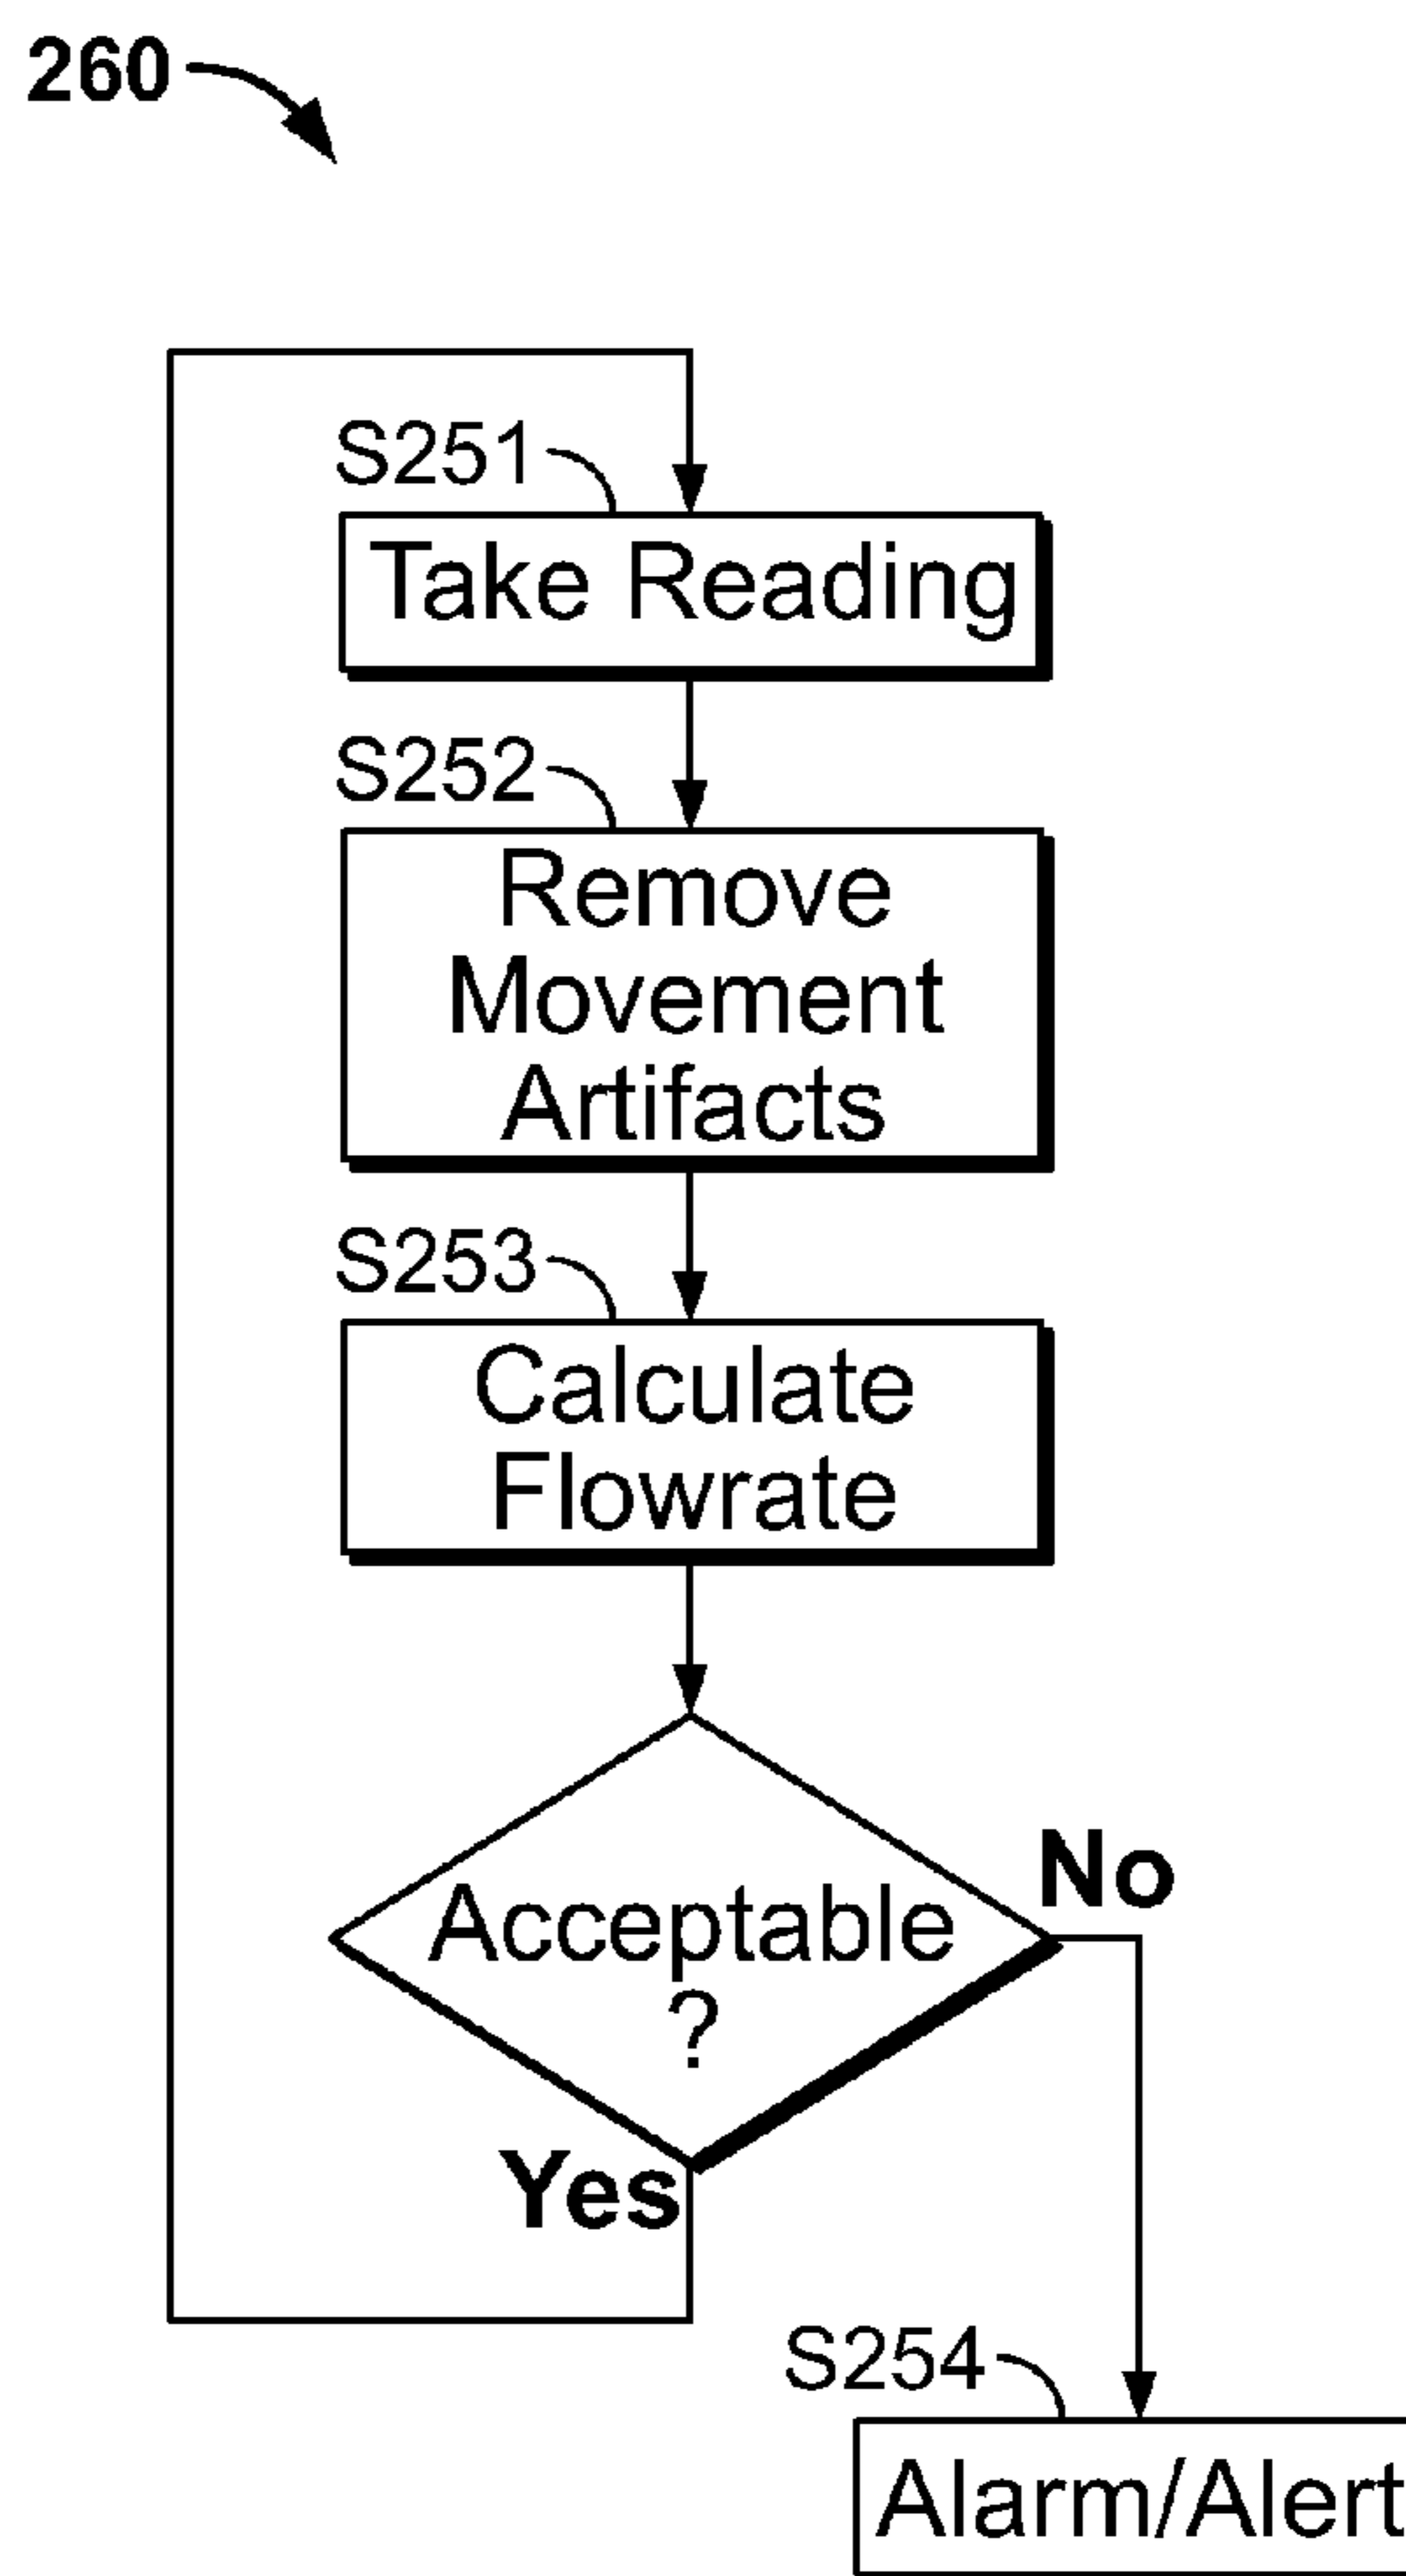 260
S251
Take Reading
S252
Remove
Movement
Artifacts
S253
Calculate
Flowrate
Acceptable
?
No
Yes
S254
Alarm/Alert